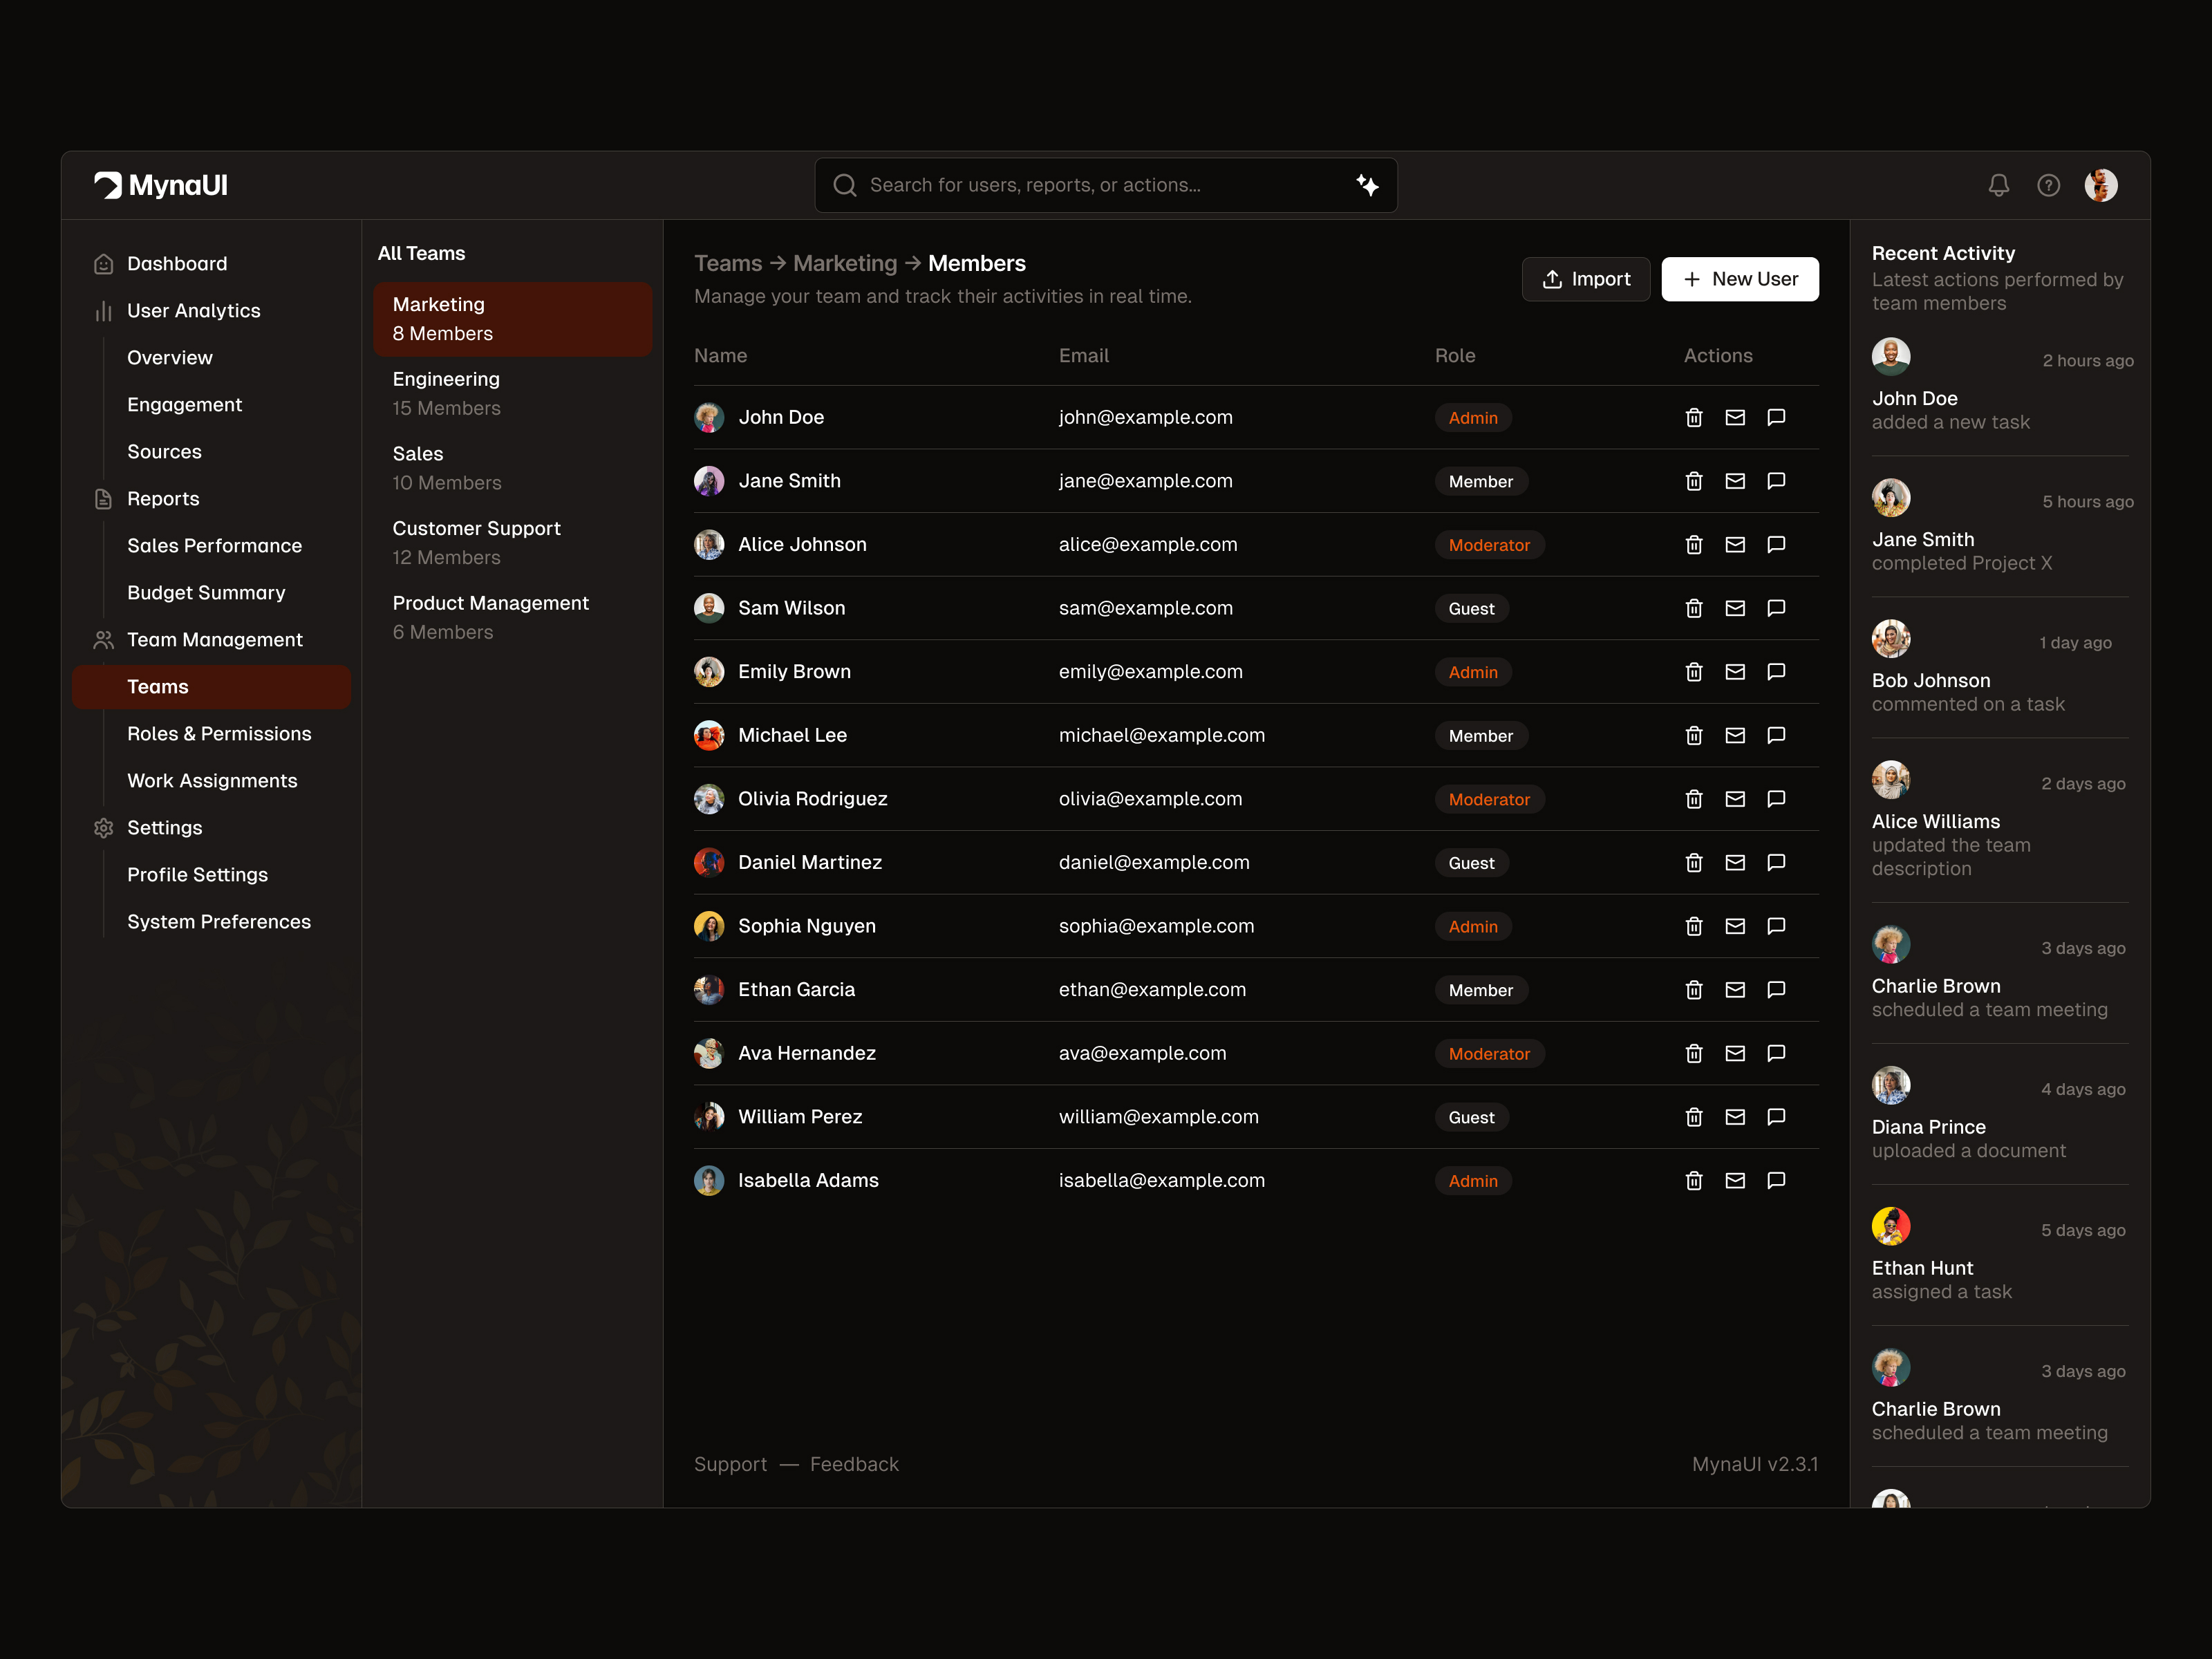 MynaUI
Search for users, reports, or actions...
Dashboard
User Analytics
Overview
Engagement
Sources
Reports
Sales Performance
Budget Summary
Team Management
Teams
Roles & Permissions
Work Assignments
Settings
Profile Settings
System Preferences
All Teams
Marketing
8 Members
Engineering
15 Members
Sales
10 Members
Customer Support
12 Members
Product Management
6 Members
Teams → Marketing → Members
Manage your team and track their activities in real time.
Import
New User
Name Email Role Actions
John Doe john@example.com Admin
Jane Smith jane@example.com Member
Alice Johnson alice@example.com Moderator
Sam Wilson sam@example.com Guest
Emily Brown emily@example.com Admin
Michael Lee michael@example.com Member
Olivia Rodriguez olivia@example.com Moderator
Daniel Martinez daniel@example.com Guest
Sophia Nguyen sophia@example.com Admin
Ethan Garcia ethan@example.com Member
Ava Hernandez ava@example.com Moderator
William Perez william@example.com Guest
Isabella Adams isabella@example.com Admin
Support — Feedback
MynaUI v2.3.1
Recent Activity
Latest actions performed by
team members
2 hours ago
John Doe
added a new task
5 hours ago
Jane Smith
completed Project X
1 day ago
Bob Johnson
commented on a task
2 days ago
Alice Williams
updated the team
description
3 days ago
Charlie Brown
scheduled a team meeting
4 days ago
Diana Prince
uploaded a document
5 days ago
Ethan Hunt
assigned a task
3 days ago
Charlie Brown
scheduled a team meeting